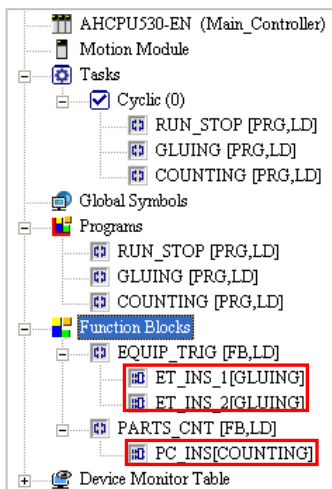 AHCPU530-EN (Main_Controller)
Motion Module
Tasks
Cyclic (0)
RUN_STOP [PRG,LD]
GLUING [PRG,LD]
COUNTING [PRG,LD]
Global Symbols
Programs
RUN_STOP [PRG,LD]
GLUING [PRG,LD]
COUNTING [PRG,LD]
Function Blocks
EQUIP_TRIG [FB,LD]
ET_INS_1[GLUING]
ET_INS_2[GLUING]
PARTS_CNT [FB,LD]
PC_INS[COUNTING]
Device Monitor Table